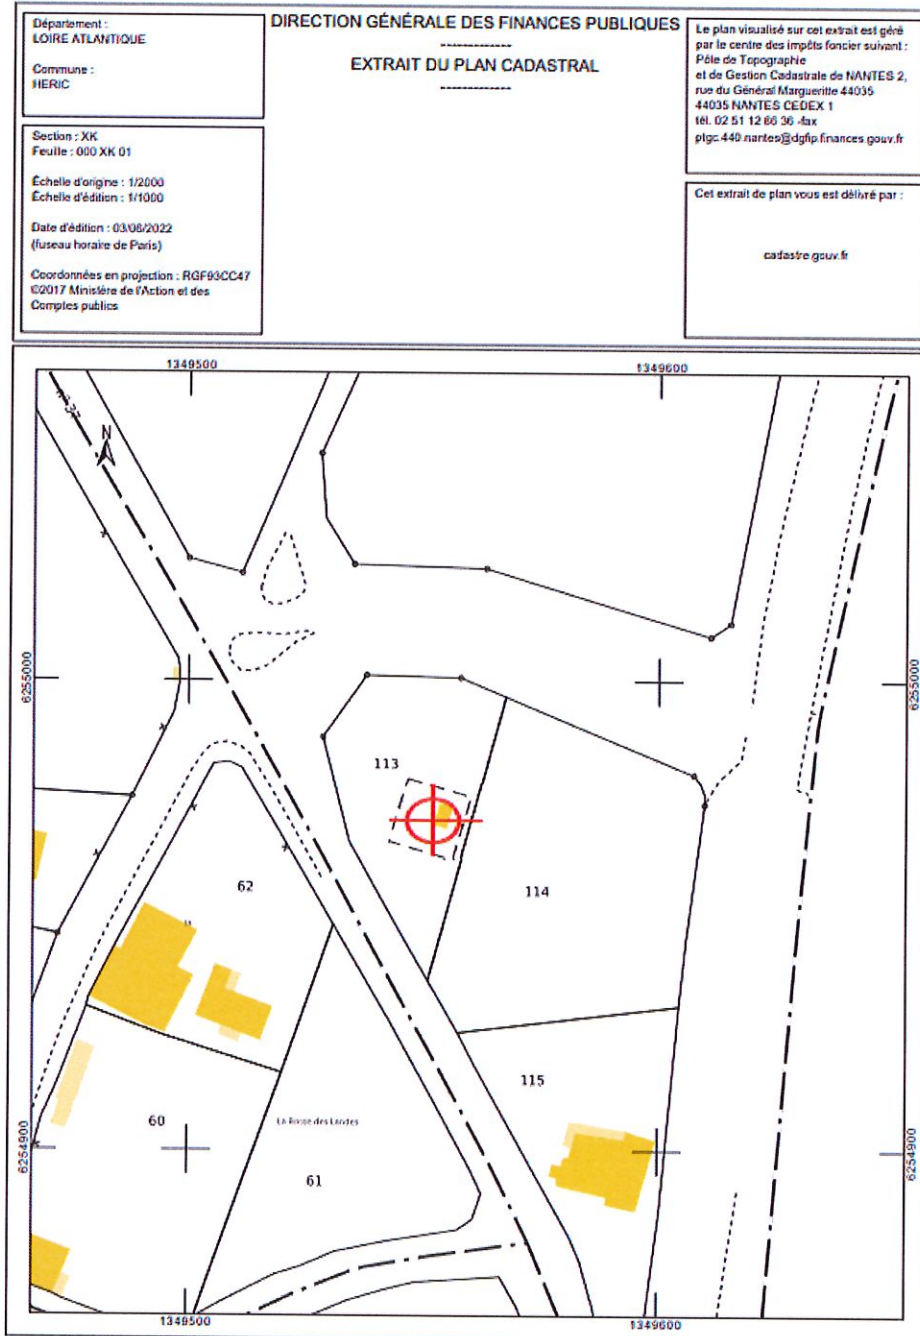 Département :
LOIRE ATLANTIQUE
Commune :
HERIC
Section : XK
Feuille : 000 XK 01
Échelle d'origine : 1/2000
Échelle d'édition : 1/1000
Date d'édition : 03/06/2022
(fuseau horaire de Paris)
Coordonnées en projection : RGF93CC47
©2017 Ministère de l'Action et des
Comptes publics
DIRECTION GÉNÉRALE DES FINANCES PUBLIQUES
-------------
EXTRAIT DU PLAN CADASTRAL
-------------
Le plan visualisé sur cet extrait est géré
par le centre des impôts foncier suivant :
Pôle de Topographie
et de Gestion Cadastrale de NANTES 2,
rue du Général Margueritte 44035
44035 NANTES CEDEX 1
tél. 02 51 12 86 36 -fax
ptgc.440.nantes@dgfip.finances.gouv.fr
Cet extrait de plan vous est délivré par :
cadastre.gouv.fr
1349500
1349600
N
6255000
6255000
113
62
114
115
60
La Basse des Landes
61
6254900
6254900
1349500
1349600